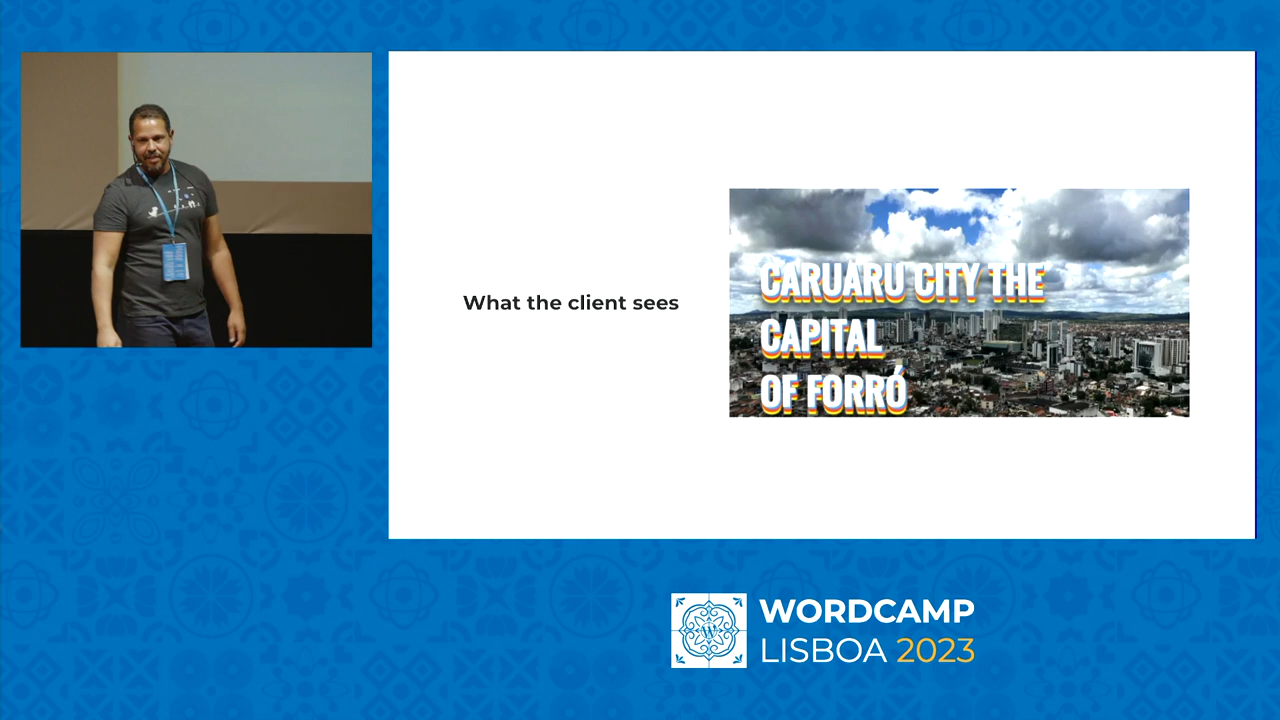 What the client sees
CARUARU CITY THE
CAPITAL
OF FORRÓ
WORDCAMP
LISBOA 2023